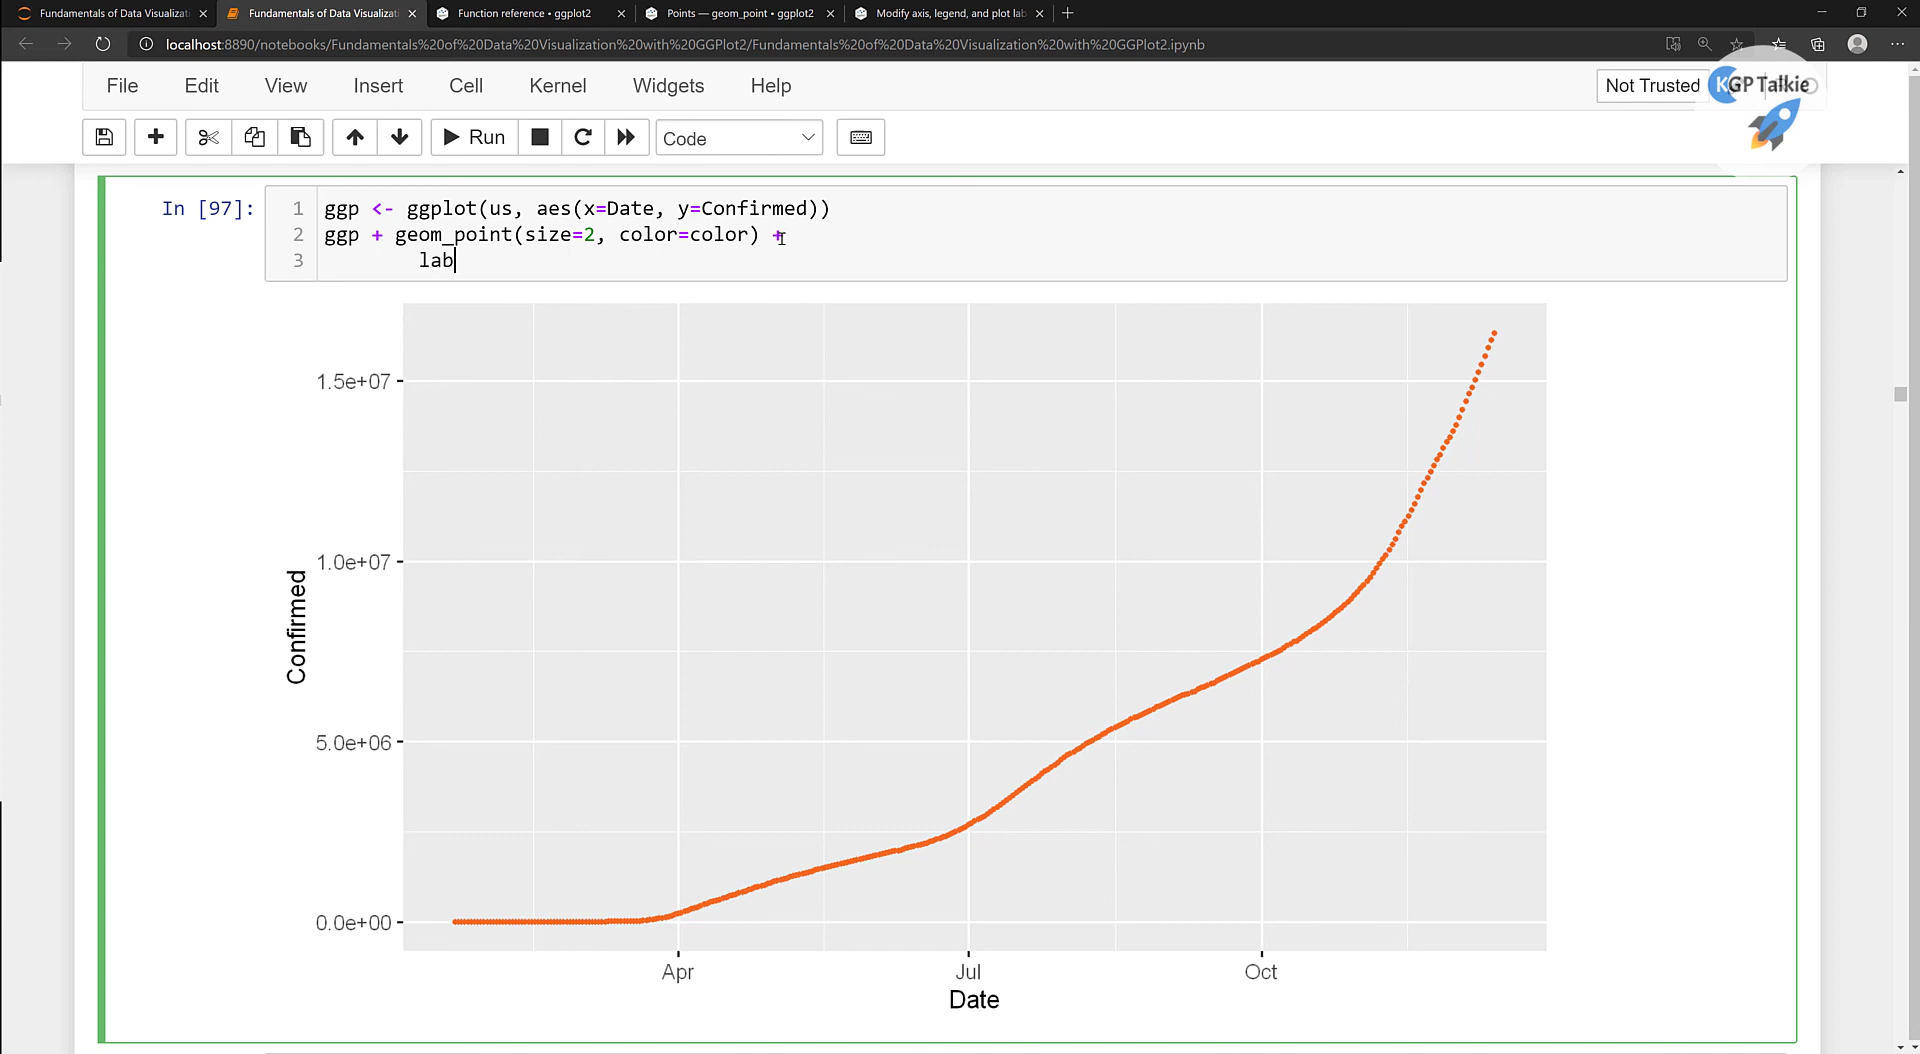 Fundamentals of Data Visualizati
Fundamentals of Data Visualizati
Function reference • ggplot2
Points — geom_point • ggplot2
Modify axis, legend, and plot lab
localhost:8890/notebooks/Fundamentals%20of%20Data%20Visualization%20with%20GGPlot2/Fundamentals%20of%20Data%20Visualization%20with%20GGPlot2.ipynb
File Edit View Insert Cell Kernel Widgets Help
Not Trusted
KGP Talkie
Run
Code
In [97]:
1 ggp <- ggplot(us, aes(x=Date, y=Confirmed))
2 ggp + geom_point(size=2, color=color) +
3 lab
1.5e+07
1.0e+07
5.0e+06
0.0e+00
Confirmed
Apr Jul Oct
Date